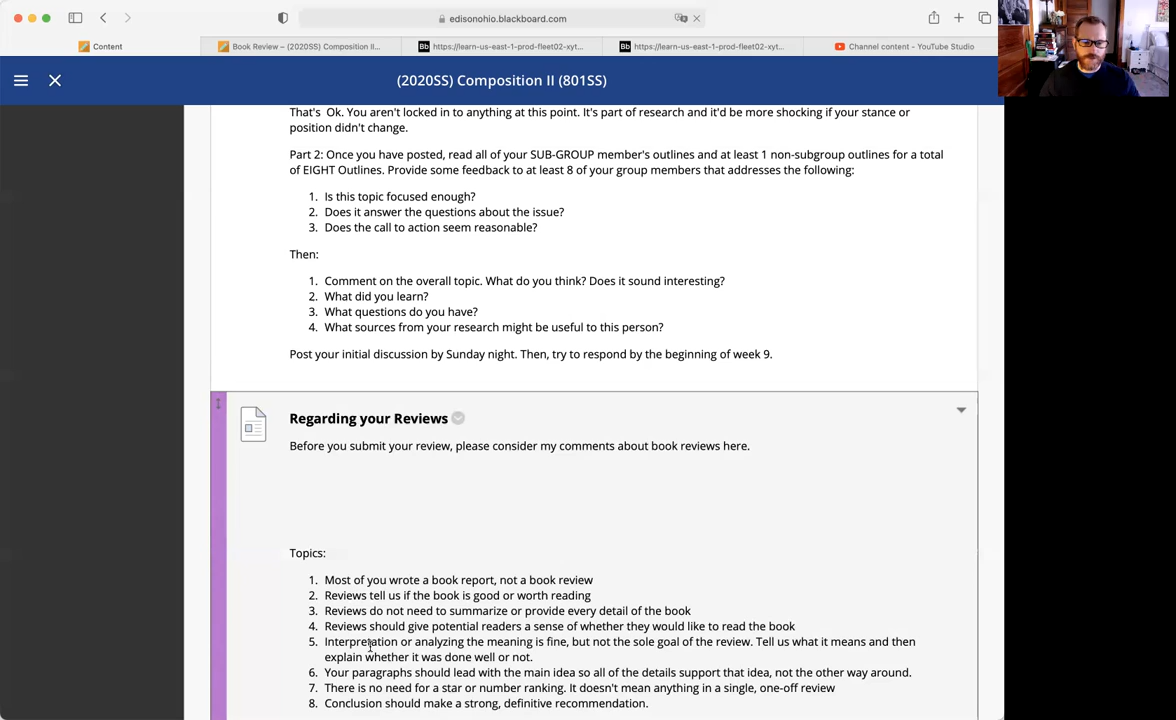 edisonohio.blackboard.com
Content
Book Review – (2020SS) Composition II...
Bb https://learn-us-east-1-prod-fleet02-xyt...
Bb https://learn-us-east-1-prod-fleet02-xyt...
Channel content - YouTube Studio
(2020SS) Composition II (801SS)
That's Ok. You aren't locked in to anything at this point. It's part of research and it'd be more shocking if your stance or
position didn't change.
Part 2: Once you have posted, read all of your SUB-GROUP member's outlines and at least 1 non-subgroup outlines for a total
of EIGHT Outlines. Provide some feedback to at least 8 of your group members that addresses the following:
1. Is this topic focused enough?
2. Does it answer the questions about the issue?
3. Does the call to action seem reasonable?
Then:
1. Comment on the overall topic. What do you think? Does it sound interesting?
2. What did you learn?
3. What questions do you have?
4. What sources from your research might be useful to this person?
Post your initial discussion by Sunday night. Then, try to respond by the beginning of week 9.
Regarding your Reviews
Before you submit your review, please consider my comments about book reviews here.
Topics:
1. Most of you wrote a book report, not a book review
2. Reviews tell us if the book is good or worth reading
3. Reviews do not need to summarize or provide every detail of the book
4. Reviews should give potential readers a sense of whether they would like to read the book
5. Interpretation or analyzing the meaning is fine, but not the sole goal of the review. Tell us what it means and then
explain whether it was done well or not.
6. Your paragraphs should lead with the main idea so all of the details support that idea, not the other way around.
7. There is no need for a star or number ranking. It doesn't mean anything in a single, one-off review
8. Conclusion should make a strong, definitive recommendation.